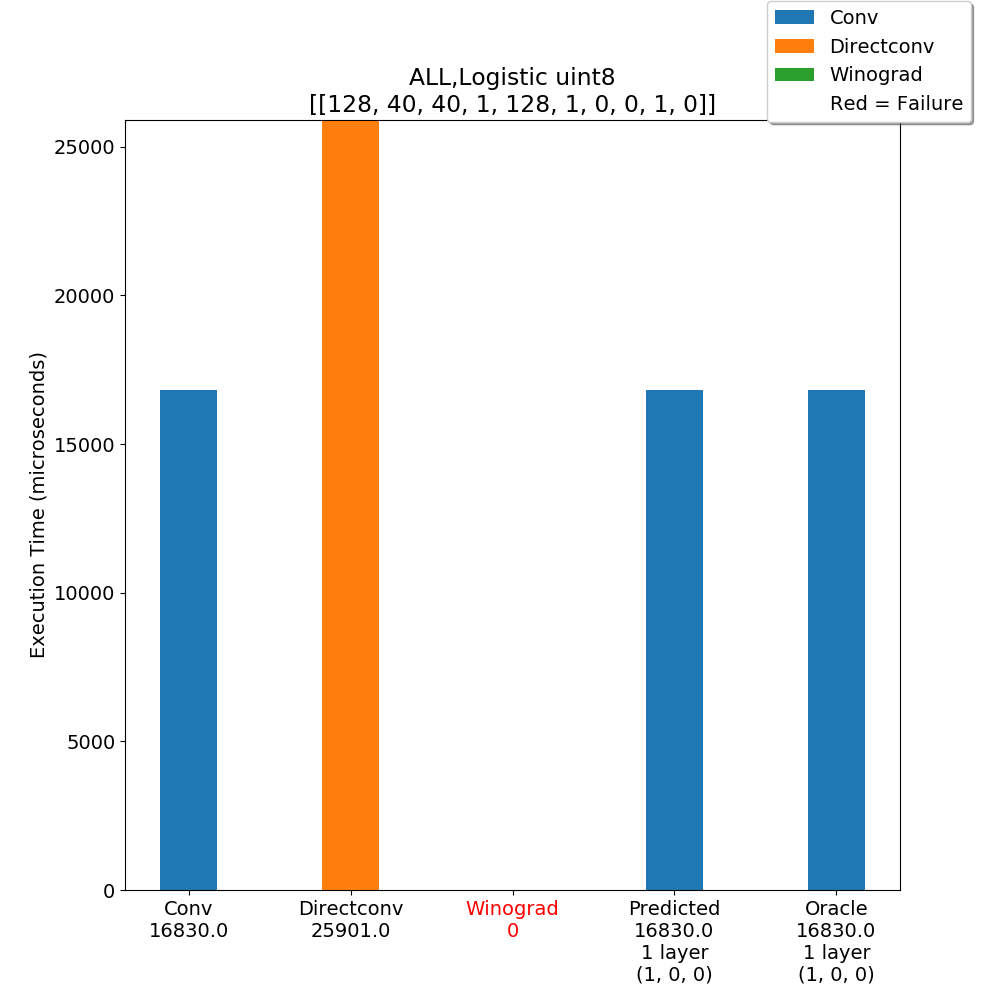 Conv
Directconv
Winograd
Red = Failure
ALL,Logistic uint8
[[128, 40, 40, 1, 128, 1, 0, 0, 1, 0]]
Execution Time (microseconds)
25000
20000
15000
10000
5000
0
Conv
16830.0
Directconv
25901.0
Winograd
0
Predicted
16830.0
1 layer
(1, 0, 0)
Oracle
16830.0
1 layer
(1, 0, 0)